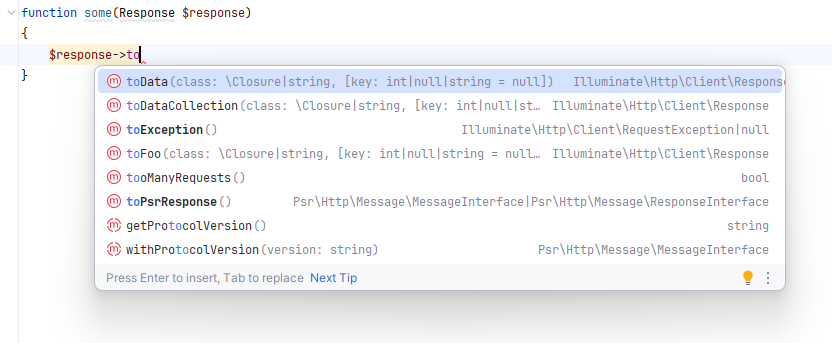 function some(Response $response)
{
$response->to
}
toData(class: \Closure|string, [key: int|null|string = null]) Illuminate\Http\Client\Response
toDataCollection(class: \Closure|string, [key: int|null|st… Illuminate\Http\Client\Response
toException() Illuminate\Http\Client\RequestException|null
toFoo(class: \Closure|string, [key: int|null|string = null… Illuminate\Http\Client\Response
tooManyRequests() bool
toPsrResponse() Psr\Http\Message\MessageInterface|Psr\Http\Message\ResponseInterface
getProtocolVersion() string
withProtocolVersion(version: string) Psr\Http\Message\MessageInterface
Press Enter to insert, Tab to replace Next Tip